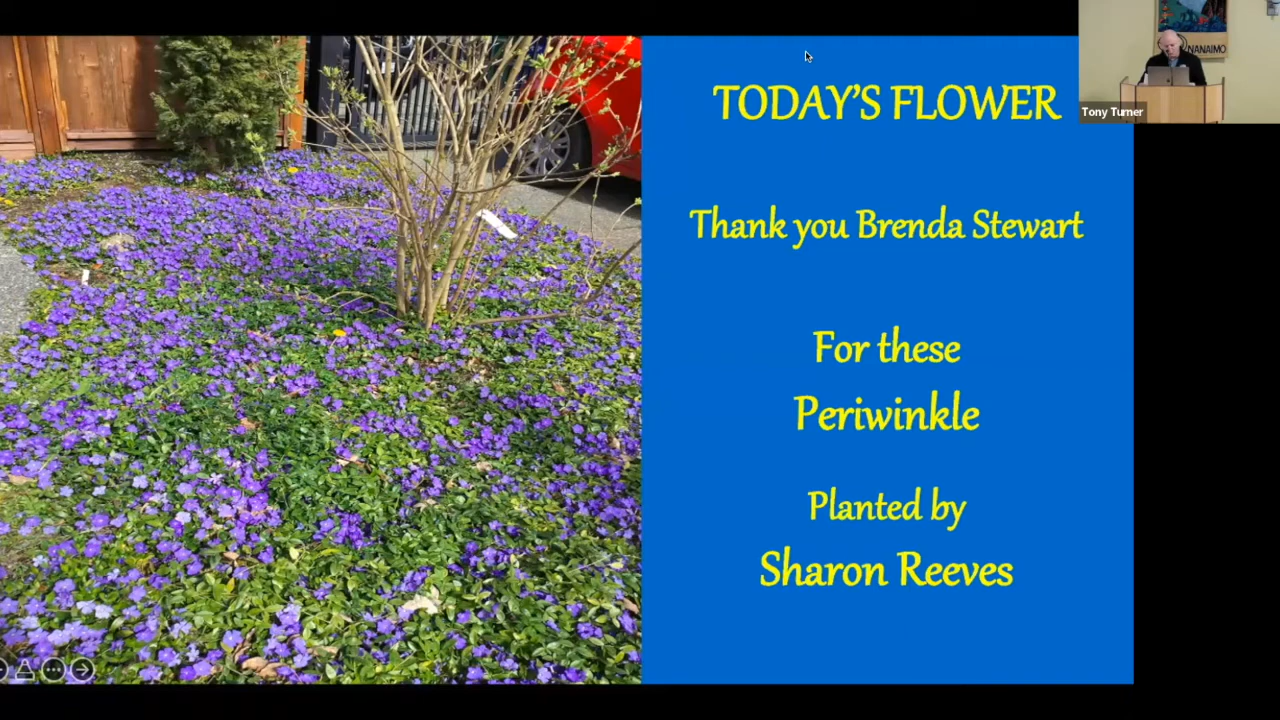 TODAY'S FLOWER
Thank you Brenda Stewart
For these
Periwinkle
Planted by
Sharon Reeves
NANAIMO
Tony Turner